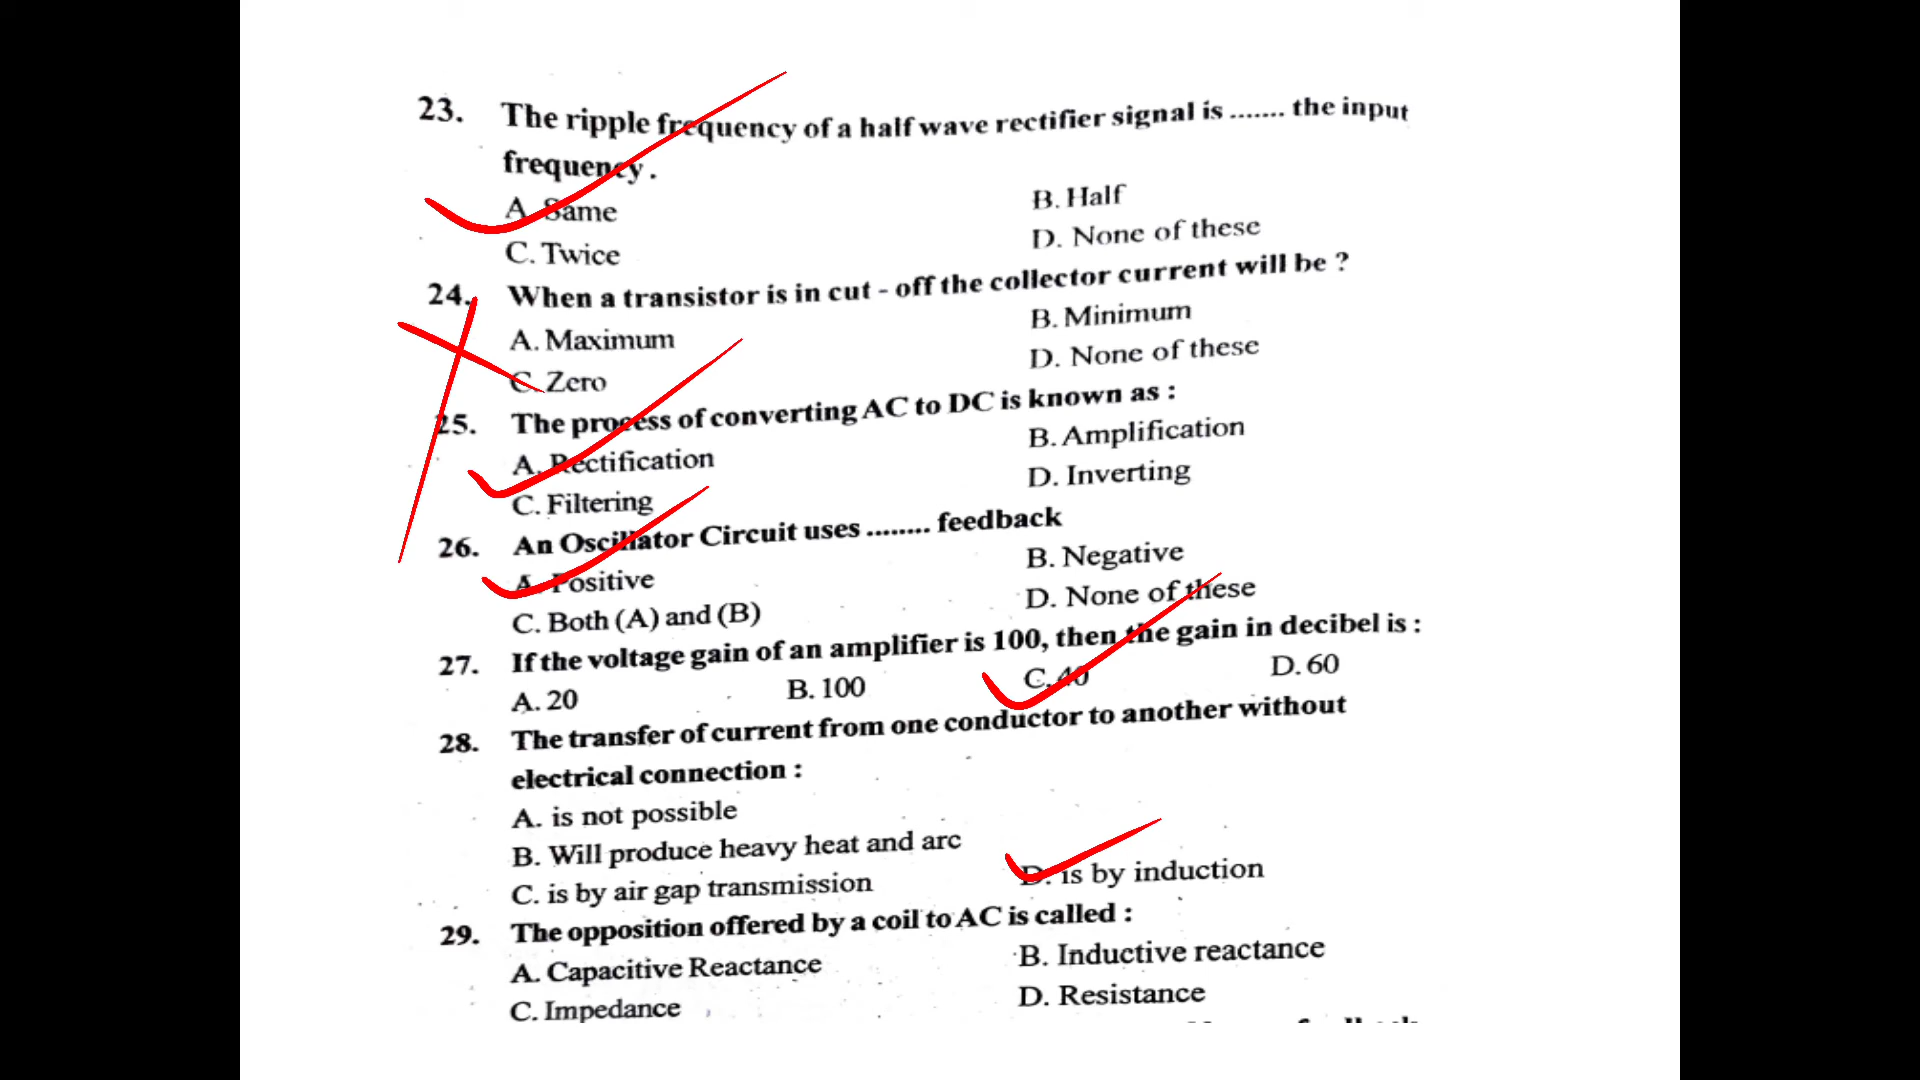 23. The ripple frequency of a half wave rectifier signal is ....... the input
frequency.
A. Same B. Half
C. Twice D. None of these
24. When a transistor is in cut - off the collector current will be ?
A. Maximum B. Minimum
C. Zero D. None of these
25. The process of converting AC to DC is known as :
A. Rectification B. Amplification
C. Filtering D. Inverting
26. An Oscillator Circuit uses ........ feedback
A. Positive B. Negative
C. Both (A) and (B) D. None of these
27. If the voltage gain of an amplifier is 100, then the gain in decibel is :
A. 20 B. 100 C. 40 D. 60
28. The transfer of current from one conductor to another without
electrical connection :
A. is not possible
B. Will produce heavy heat and arc
C. is by air gap transmission D. is by induction
29. The opposition offered by a coil to AC is called :
A. Capacitive Reactance B. Inductive reactance
C. Impedance D. Resistance